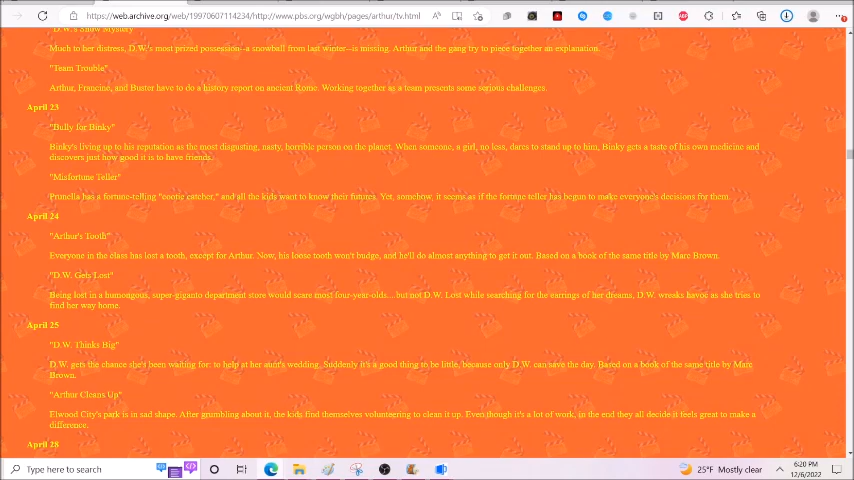 https://web.archive.org/web/19970607114234/http://www.pbs.org/wgbh/pages/arthur/tv.html
"D.W.'s Snow Mystery"
Much to her distress, D.W.'s most prized possession--a snowball from last winter--is missing. Arthur and the gang try to piece together an explanation.
"Team Trouble"
Arthur, Francine, and Buster have to do a history report on ancient Rome. Working together as a team presents some serious challenges.
April 23
"Bully for Binky"
Binky's living up to his reputation as the most disgusting, nasty, horrible person on the planet. When someone, a girl, no less, dares to stand up to him, Binky gets a taste of his own medicine and
discovers just how good it is to have friends.
"Misfortune Teller"
Prunella has a fortune-telling "cootie catcher," and all the kids want to know their futures. Yet, somehow, it seems as if the fortune teller has begun to make everyone's decisions for them.
April 24
"Arthur's Tooth"
Everyone in the class has lost a tooth, except for Arthur. Now, his loose tooth won't budge, and he'll do almost anything to get it out. Based on a book of the same title by Marc Brown.
"D.W. Gets Lost"
Being lost in a humongous, super-giganto department store would scare most four-year-olds... but not D.W. Lost while searching for the earrings of her dreams, D.W. wreaks havoc as she tries to
find her way home.
April 25
"D.W. Thinks Big"
D.W. gets the chance she's been waiting for: to help at her aunt's wedding. Suddenly it's a good thing to be little, because only D.W. can save the day. Based on a book of the same title by Marc
Brown.
"Arthur Cleans Up"
Elwood City's park is in sad shape. After grumbling about it, the kids find themselves volunteering to clean it up. Even though it's a lot of work, in the end they all decide it feels great to make a
difference.
April 28
Type here to search
25°F Mostly clear
6:20 PM
12/6/2022